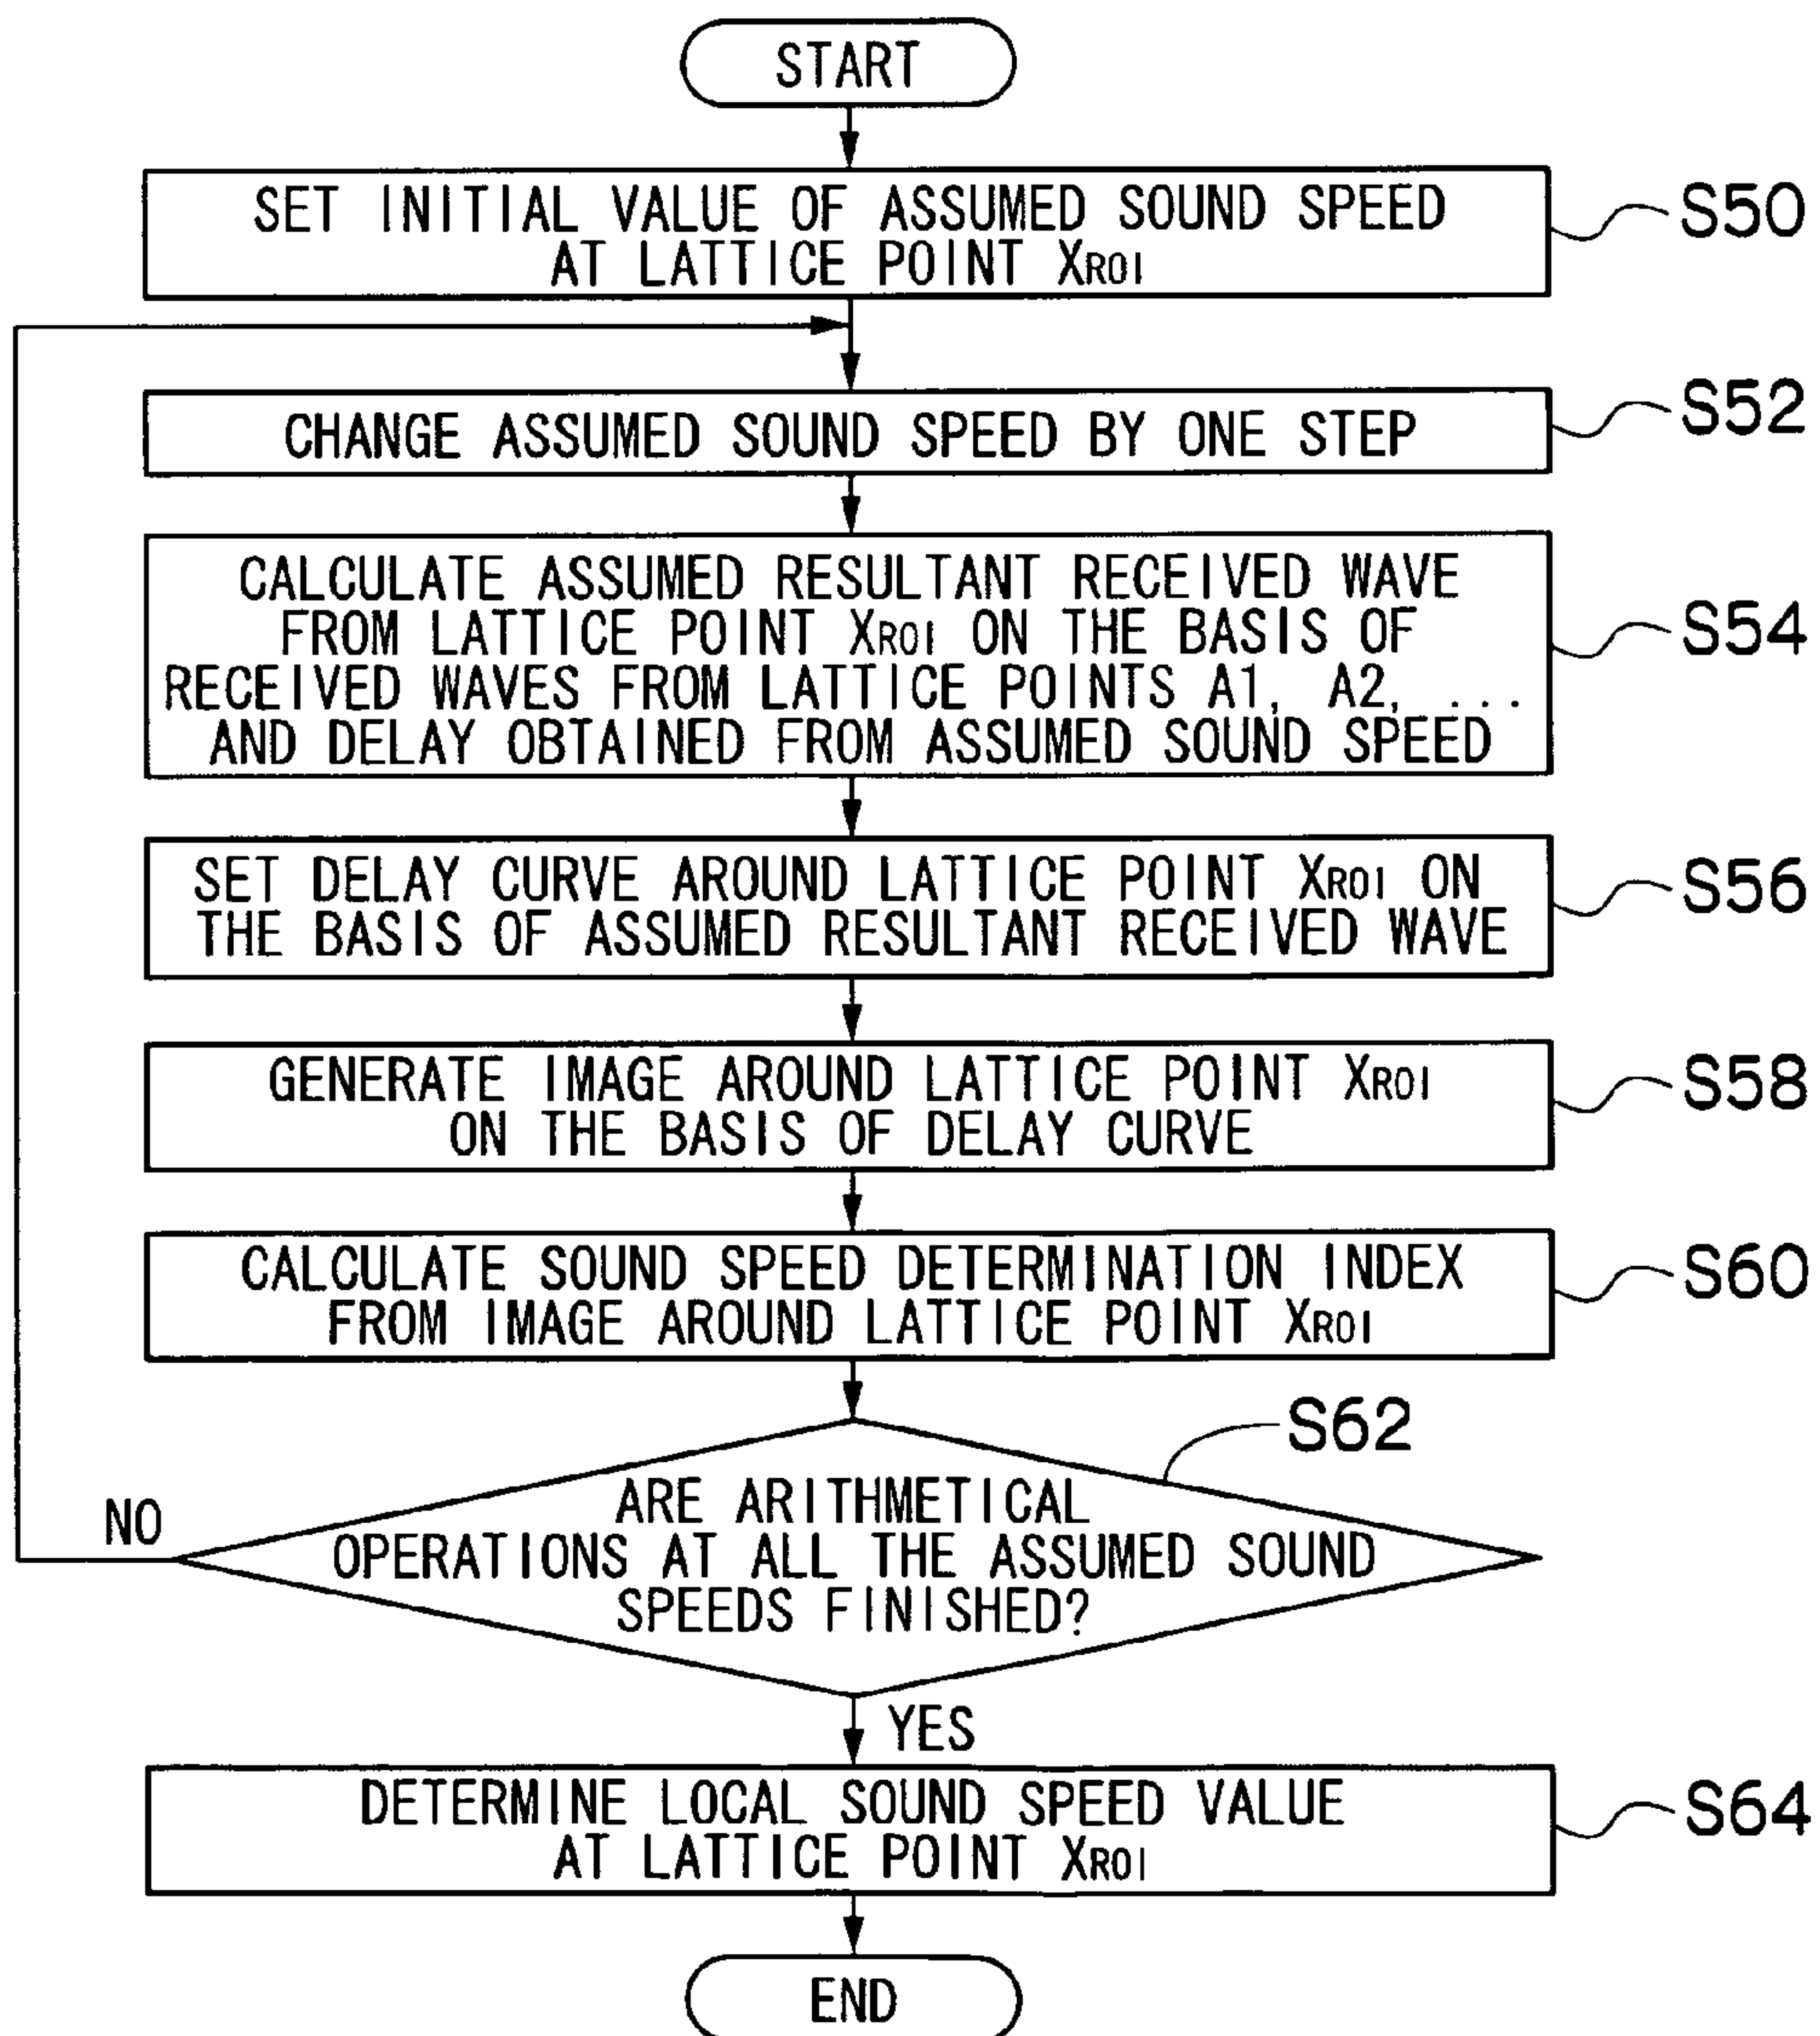 START
SET INITIAL VALUE OF ASSUMED SOUND SPEED
AT LATTICE POINT XROI
S50
CHANGE ASSUMED SOUND SPEED BY ONE STEP
S52
CALCULATE ASSUMED RESULTANT RECEIVED WAVE
FROM LATTICE POINT XROI ON THE BASIS OF
RECEIVED WAVES FROM LATTICE POINTS A1, A2, ...
AND DELAY OBTAINED FROM ASSUMED SOUND SPEED
S54
SET DELAY CURVE AROUND LATTICE POINT XROI ON
THE BASIS OF ASSUMED RESULTANT RECEIVED WAVE
S56
GENERATE IMAGE AROUND LATTICE POINT XROI
ON THE BASIS OF DELAY CURVE
S58
CALCULATE SOUND SPEED DETERMINATION INDEX
FROM IMAGE AROUND LATTICE POINT XROI
S60
S62
ARE ARITHMETICAL
OPERATIONS AT ALL THE ASSUMED SOUND
SPEEDS FINISHED?
NO
YES
DETERMINE LOCAL SOUND SPEED VALUE
AT LATTICE POINT XROI
S64
END